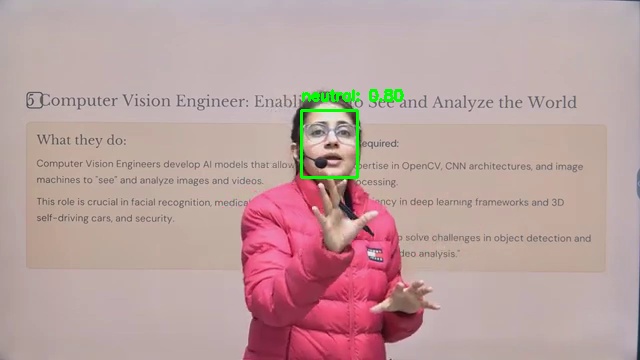 neutral: 0.80
5 Computer Vision Engineer: to See and Analyze the World
What they do:
Computer Vision Engineers develop AI models that allow
machines to "see" and analyze images and videos.
This role is crucial in facial recognition,
self-driving cars, and security.
equired:
pertise in OpenCV, CNN architectures, and image
ocessing.
iency in deep learning frameworks and 3D
solve challenges in object detection and
deo analysis."